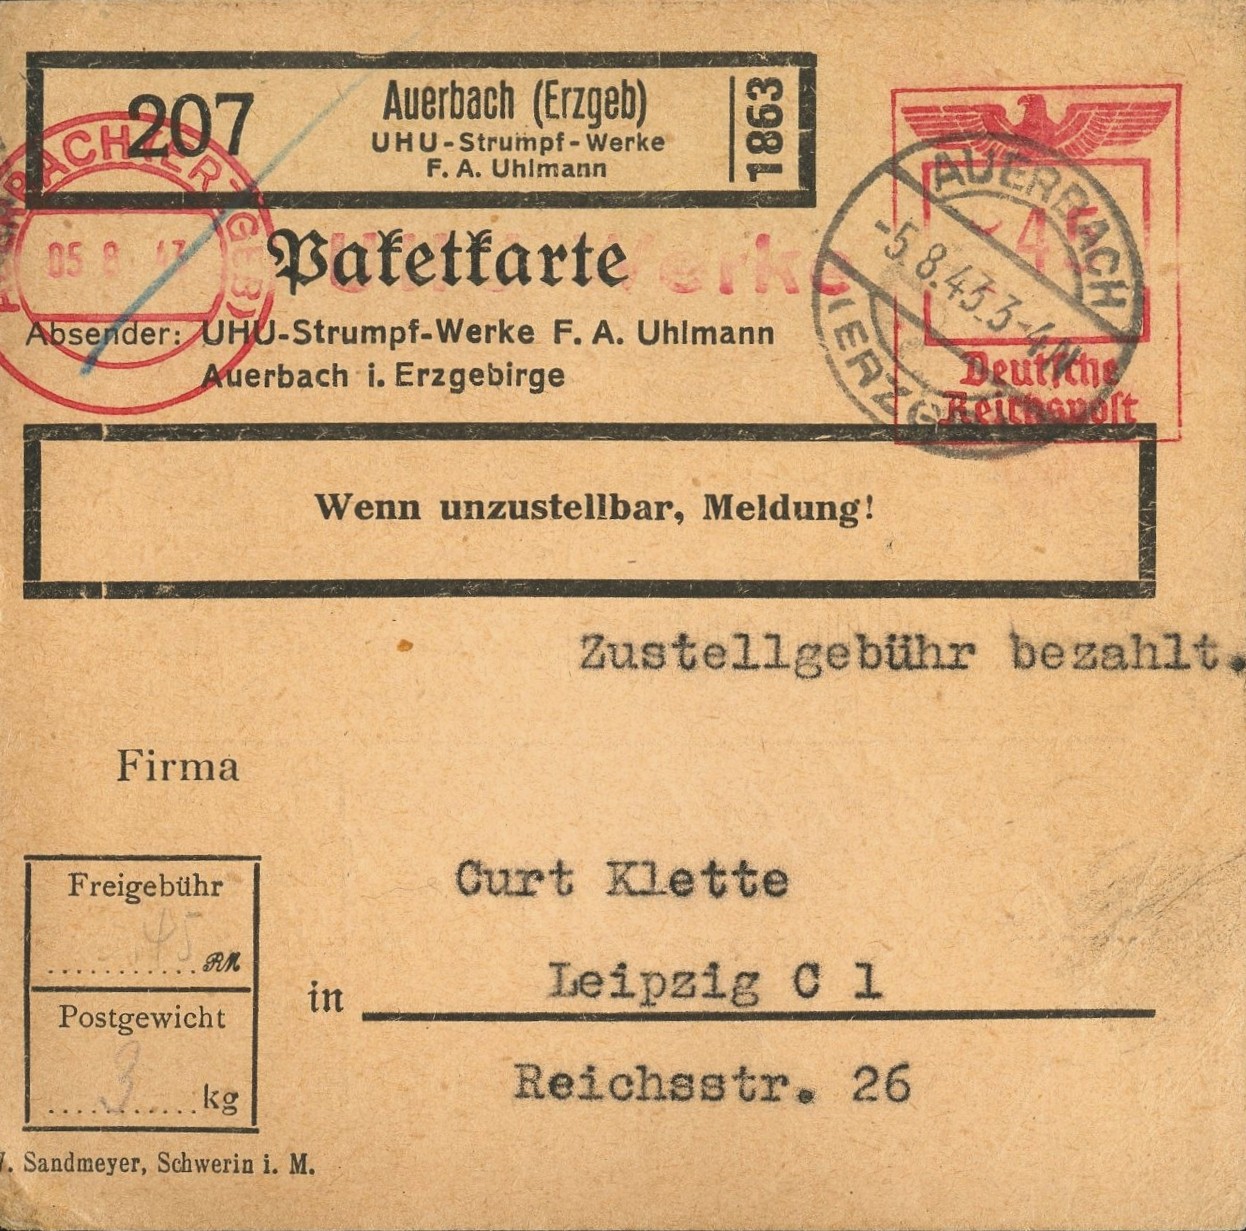 207
Auerbach (Erzgeb)
UHU-Strumpf-Werke
F. A. Uhlmann
1863
Paketkarte
Absender: UHU-Strumpf-Werke F. A. Uhlmann
Auerbach i. Erzgebirge
05 8 43
AUERBACH
-5.8.43.3-4N
(ERZG
Deutsche
Reichspost
Wenn unzustellbar, Meldung!
Zustellgebühr bezahlt.
Firma
Curt Klette
in Leipzig C 1
Reichsstr. 26
Freigebühr
45 RM
Postgewicht
3 kg
Sandmeyer, Schwerin i. M.